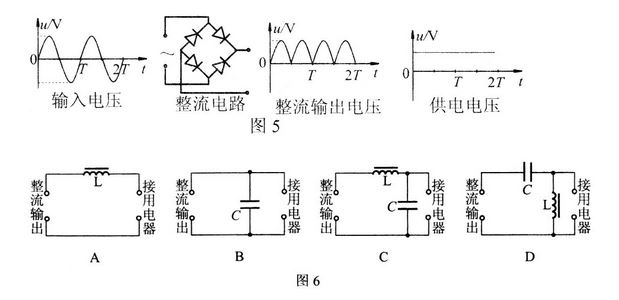 u/V
0
T
2T
t
输入电压
~
整流电路
u/V
0
T
2T
t
整流输出电压
u/V
0
T
2T
t
供电电压
图 5
整流输出
L
接用电器
A
整流输出
C
接用电器
B
整流输出
L
C
接用电器
C
整流输出
C
L
接用电器
D
图 6